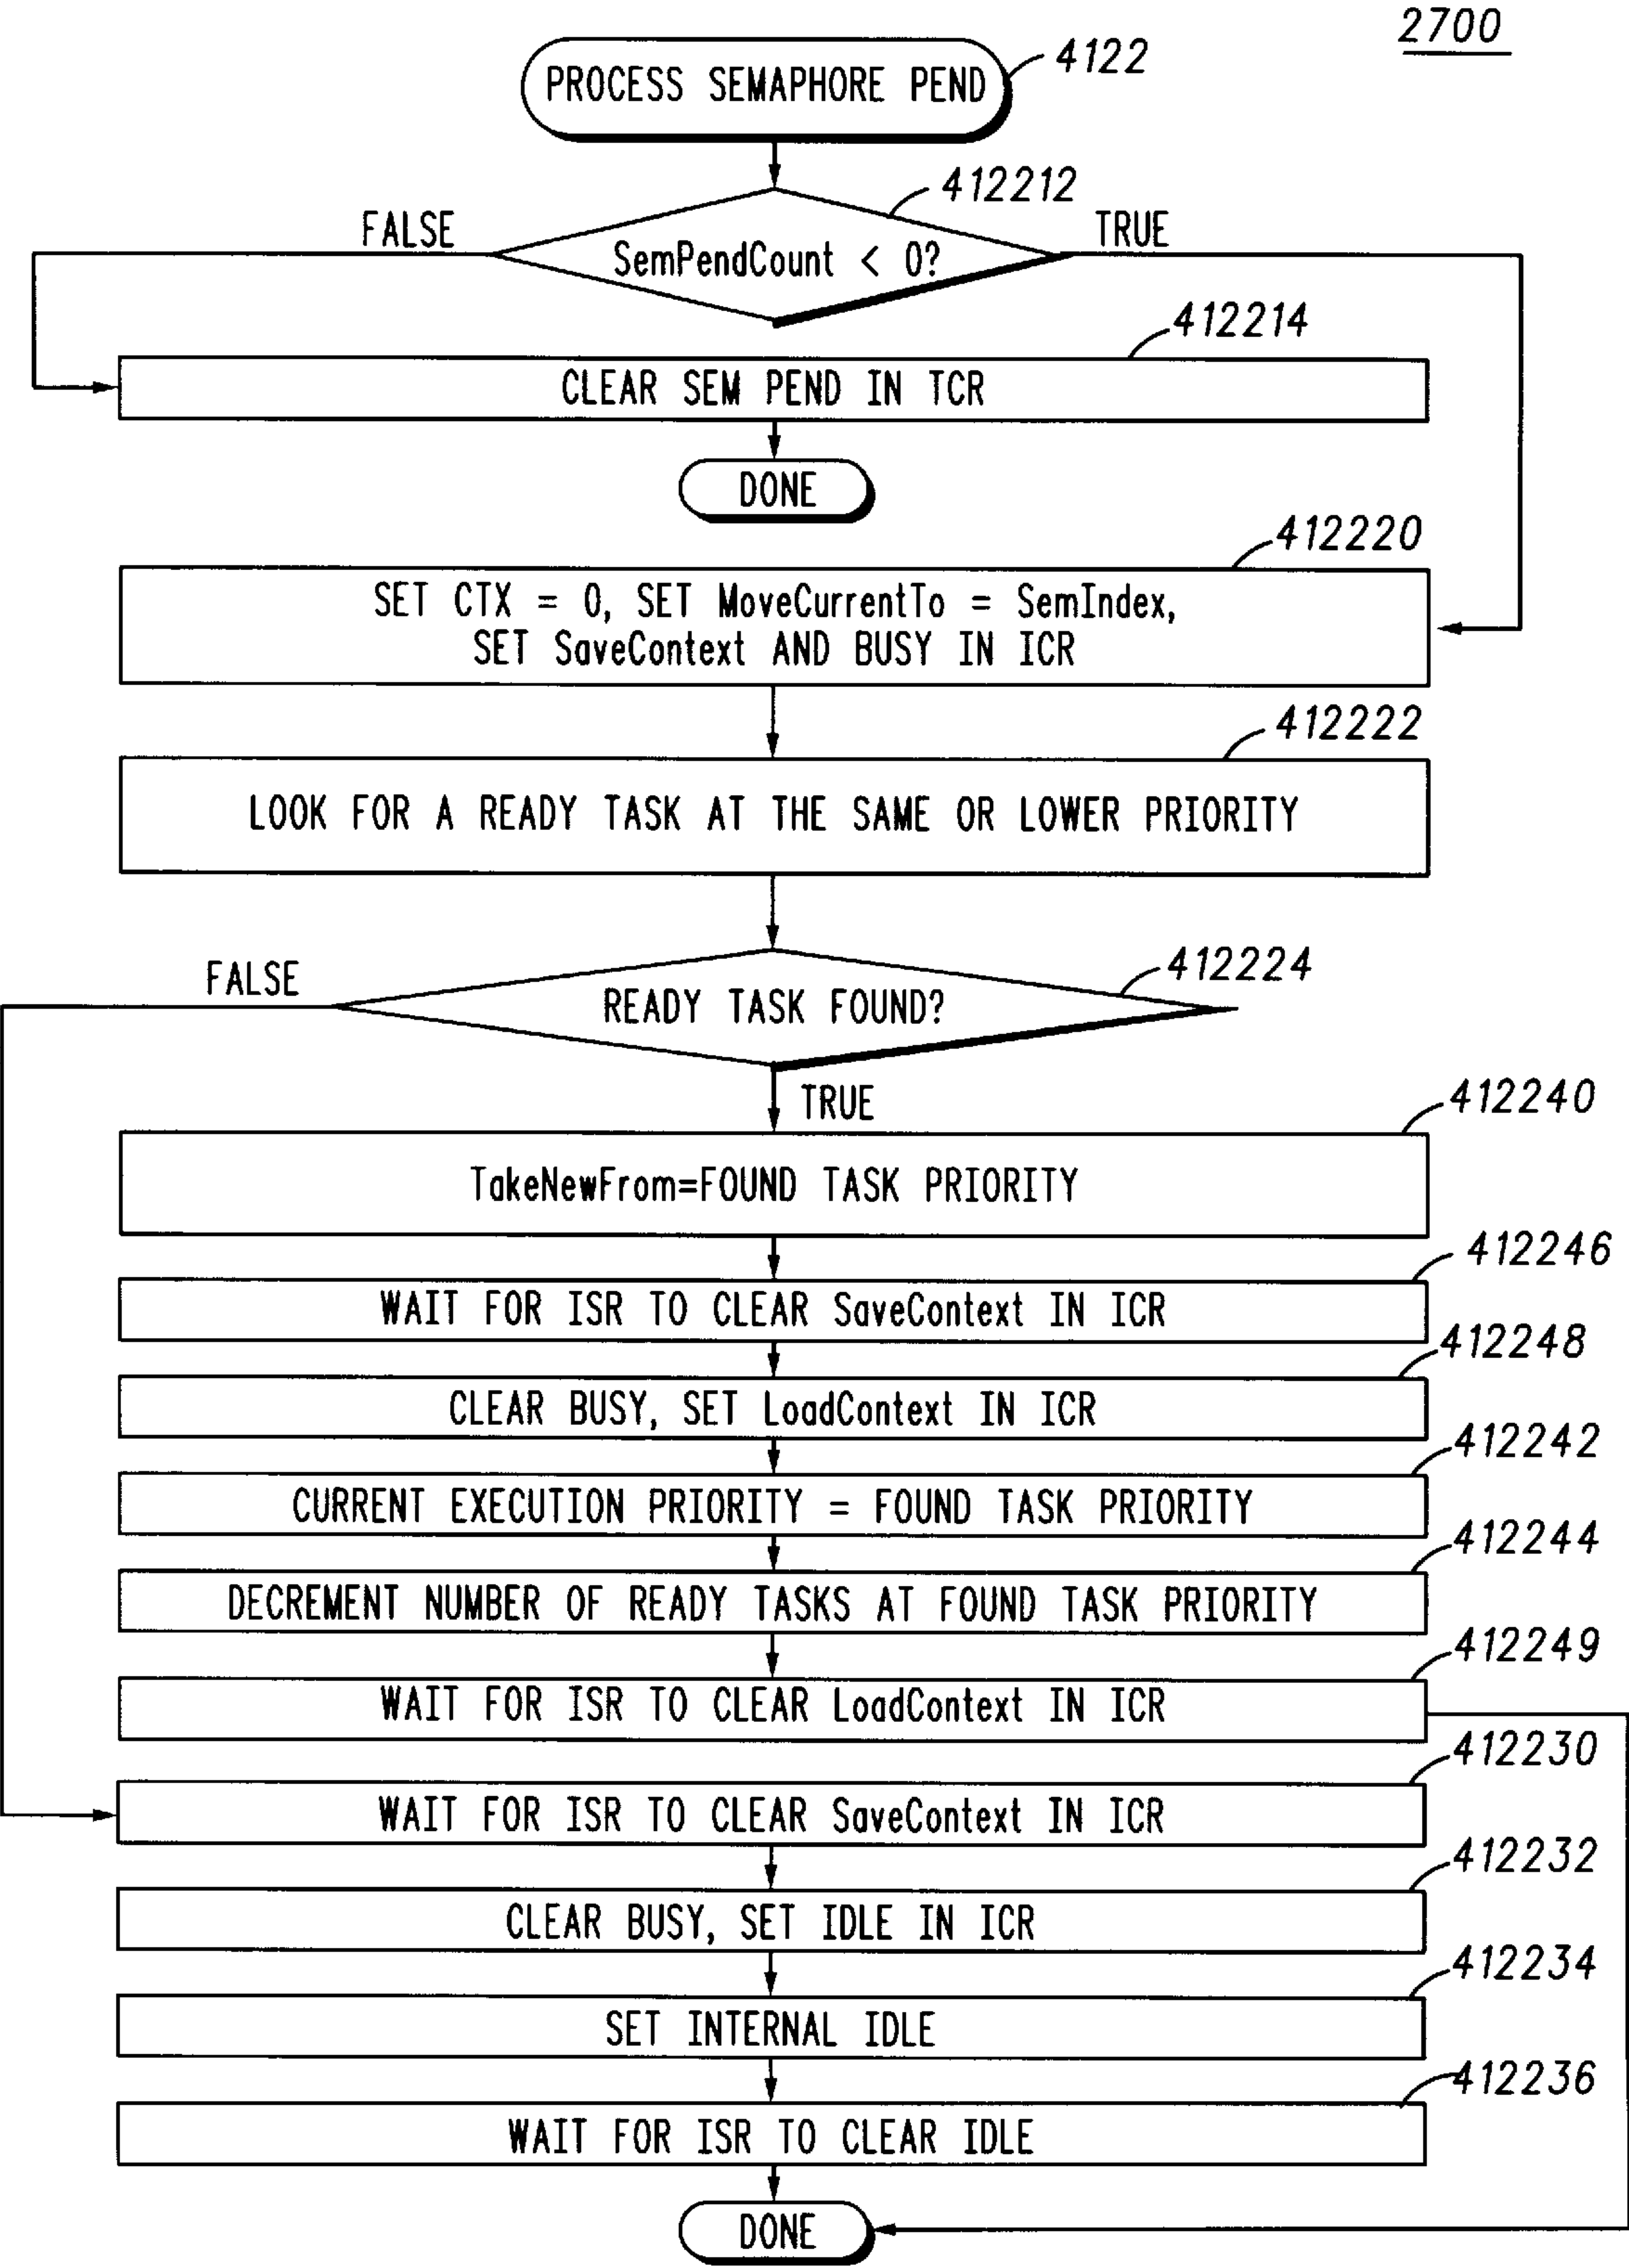 2700
PROCESS SEMAPHORE PEND
4122
412212
FALSE
TRUE
SemPendCount < 0?
412214
CLEAR SEM PEND IN TCR
DONE
412220
SET CTX = 0, SET MoveCurrentTo = SemIndex,
SET SaveContext AND BUSY IN ICR
412222
LOOK FOR A READY TASK AT THE SAME OR LOWER PRIORITY
412224
FALSE
READY TASK FOUND?
TRUE
412240
TakeNewFrom=FOUND TASK PRIORITY
412246
WAIT FOR ISR TO CLEAR SaveContext IN ICR
412248
CLEAR BUSY, SET LoadContext IN ICR
412242
CURRENT EXECUTION PRIORITY = FOUND TASK PRIORITY
412244
DECREMENT NUMBER OF READY TASKS AT FOUND TASK PRIORITY
412249
WAIT FOR ISR TO CLEAR LoadContext IN ICR
412230
WAIT FOR ISR TO CLEAR SaveContext IN ICR
412232
CLEAR BUSY, SET IDLE IN ICR
412234
SET INTERNAL IDLE
412236
WAIT FOR ISR TO CLEAR IDLE
DONE